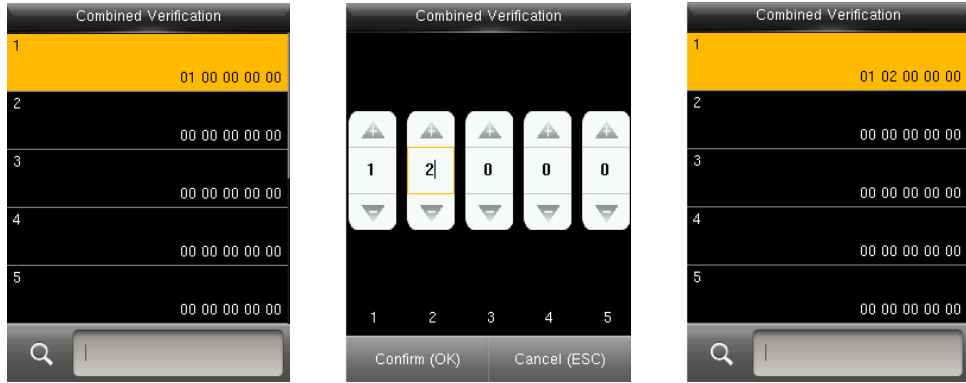 Combined Verification
1
01 00 00 00 00
2
00 00 00 00 00
3
00 00 00 00 00
4
00 00 00 00 00
5
00 00 00 00 00
Combined Verification
1 2 0 0 0
1 2 3 4 5
Confirm (OK) Cancel (ESC)
Combined Verification
1
01 02 00 00 00
2
00 00 00 00 00
3
00 00 00 00 00
4
00 00 00 00 00
5
00 00 00 00 00